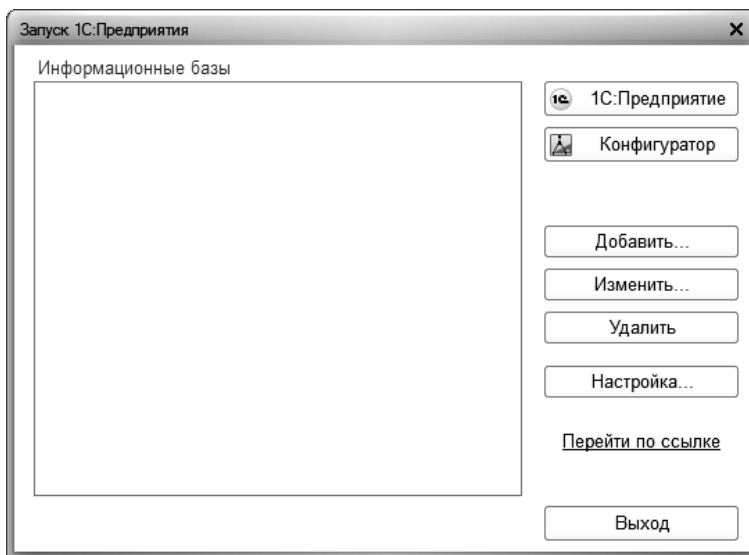 Запуск 1С:Предприятия
Информационные базы
1С:Предприятие
Конфигуратор
Добавить...
Изменить...
Удалить
Настройка...
Перейти по ссылке
Выход